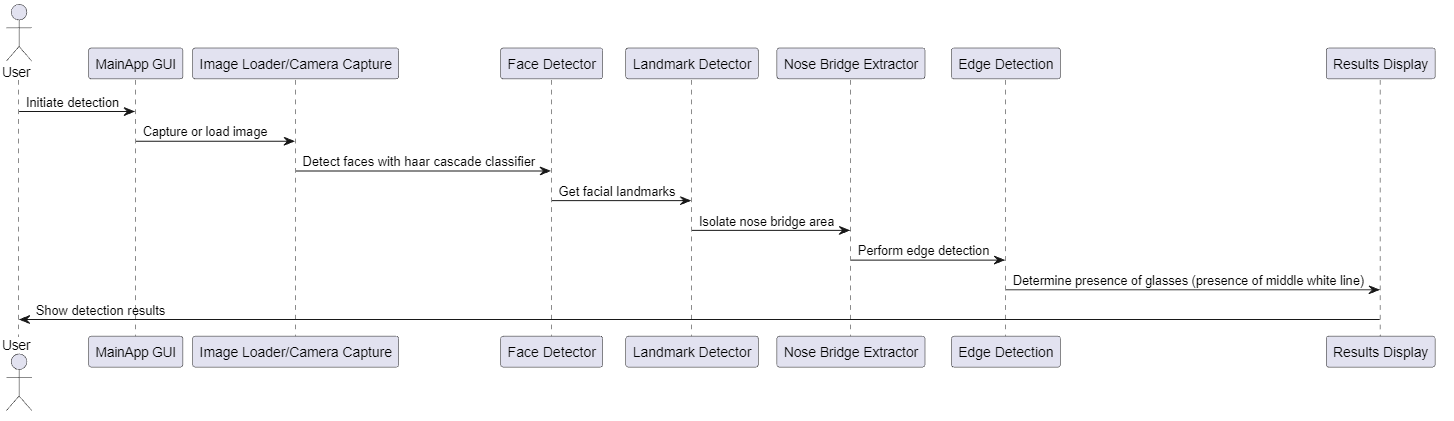 User
MainApp GUI
Image Loader/Camera Capture
Face Detector
Landmark Detector
Nose Bridge Extractor
Edge Detection
Results Display
Initiate detection
Capture or load image
Detect faces with haar cascade classifier
Get facial landmarks
Isolate nose bridge area
Perform edge detection
Determine presence of glasses (presence of middle white line)
Show detection results
User
MainApp GUI
Image Loader/Camera Capture
Face Detector
Landmark Detector
Nose Bridge Extractor
Edge Detection
Results Display